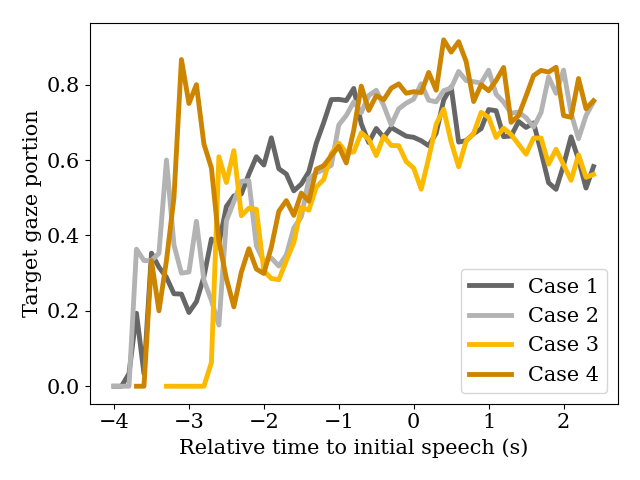 Target gaze portion
0.8
0.6
0.4
0.2
0.0
−4
−3
−2
−1
0
1
2
Relative time to initial speech (s)
Case 1
Case 2
Case 3
Case 4